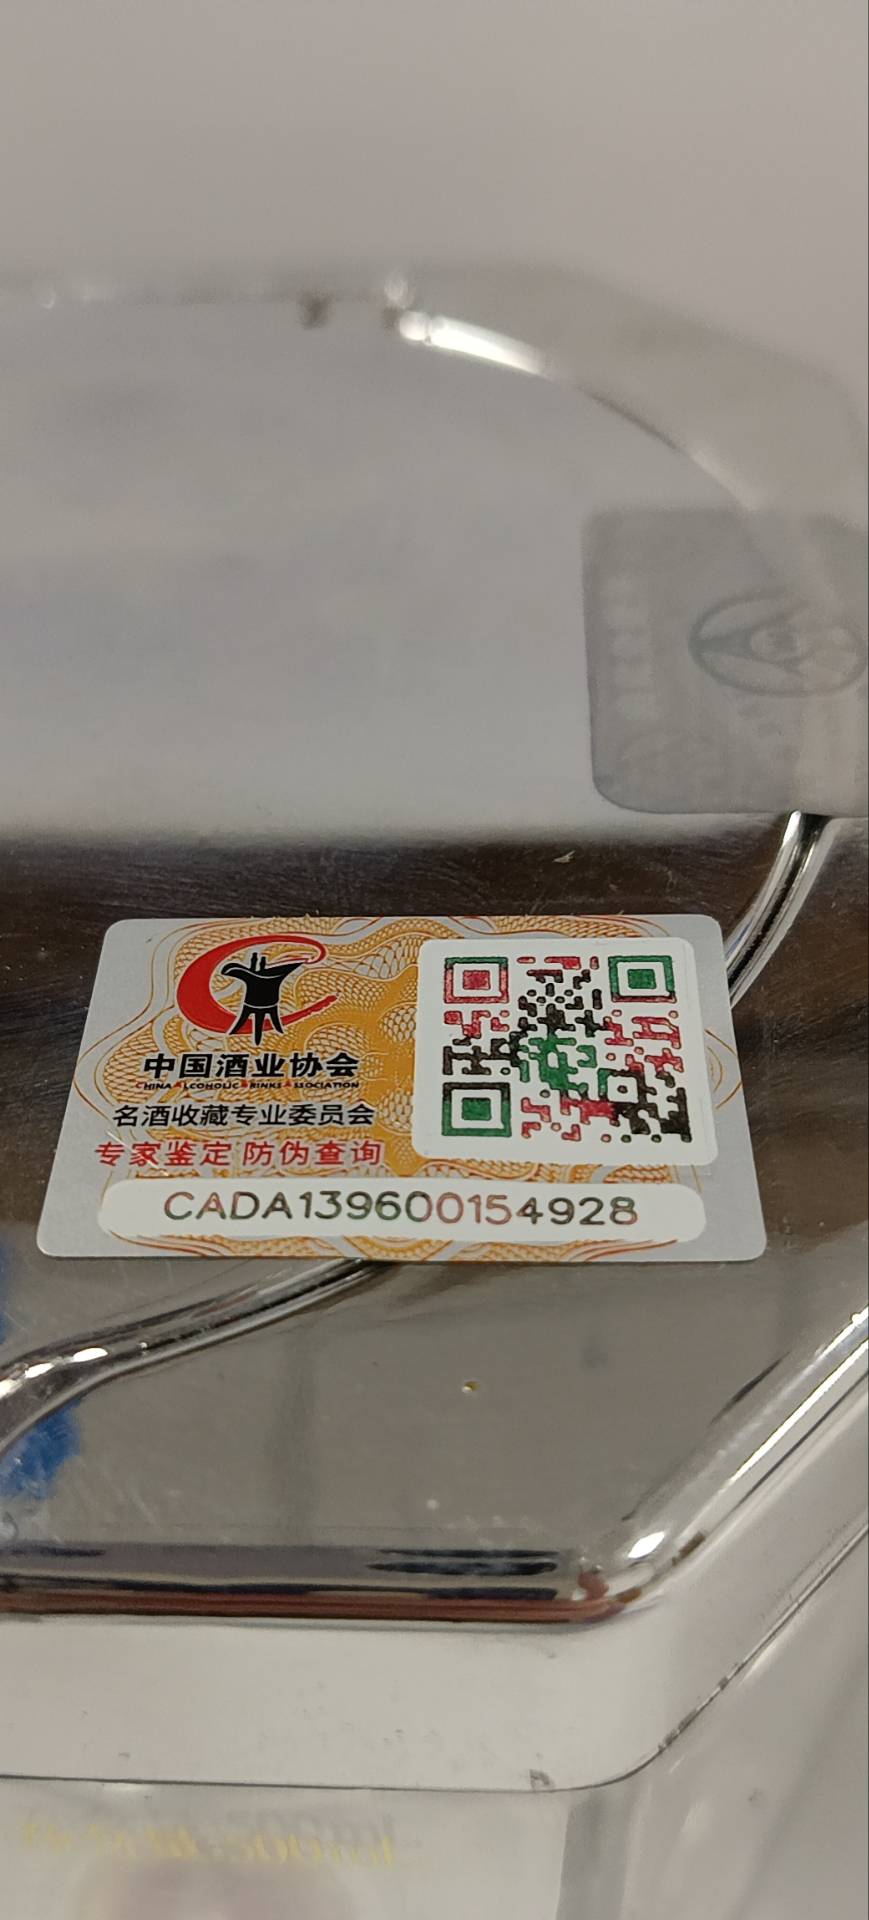 中国酒业协会
CHINA ALCOHOLIC DRINKS ASSOCIATION
名酒收藏专业委员会
专家鉴定 防伪查询
CADA139600154928